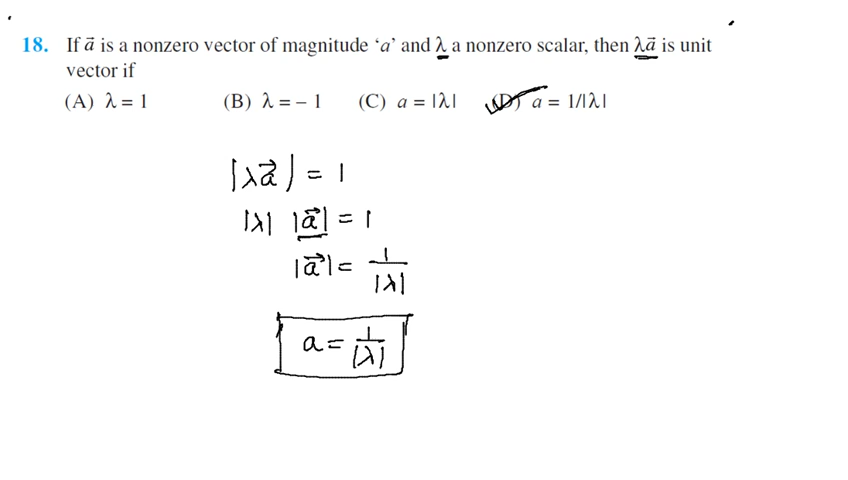 18. If a⃗ is a nonzero vector of magnitude ‘a’ and λ a nonzero scalar, then λa⃗ is unit
vector if
(A) λ = 1 (B) λ = – 1 (C) a = |λ| (D) a = 1/|λ|
|λa⃗| = 1
|λ| |a⃗| = 1
|a⃗| = 1/|λ|
a = 1/|λ|